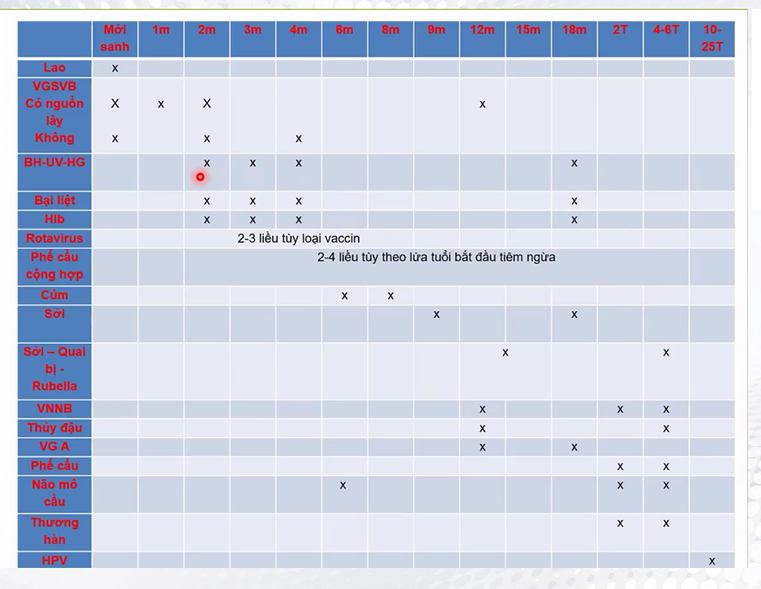 Mới sanh 1m 2m 3m 4m 6m 8m 9m 12m 15m 18m 2T 4-6T 10-25T
Lao x
VGSVB
Có nguồn lây X x X x
Không x x x
BH-UV-HG x x x x
Bại liệt x x x x
HIb x x x x
Rotavirus 2-3 liều tùy loại vaccin
Phế cầu cộng hợp 2-4 liều tùy theo lứa tuổi bắt đầu tiêm ngừa
Cúm x x
Sởi x x
Sởi – Quai bị - Rubella x x
VNNB x x x
Thủy đậu x x
VG A x x
Phế cầu x x
Não mô cầu x x x
Thương hàn x x
HPV x